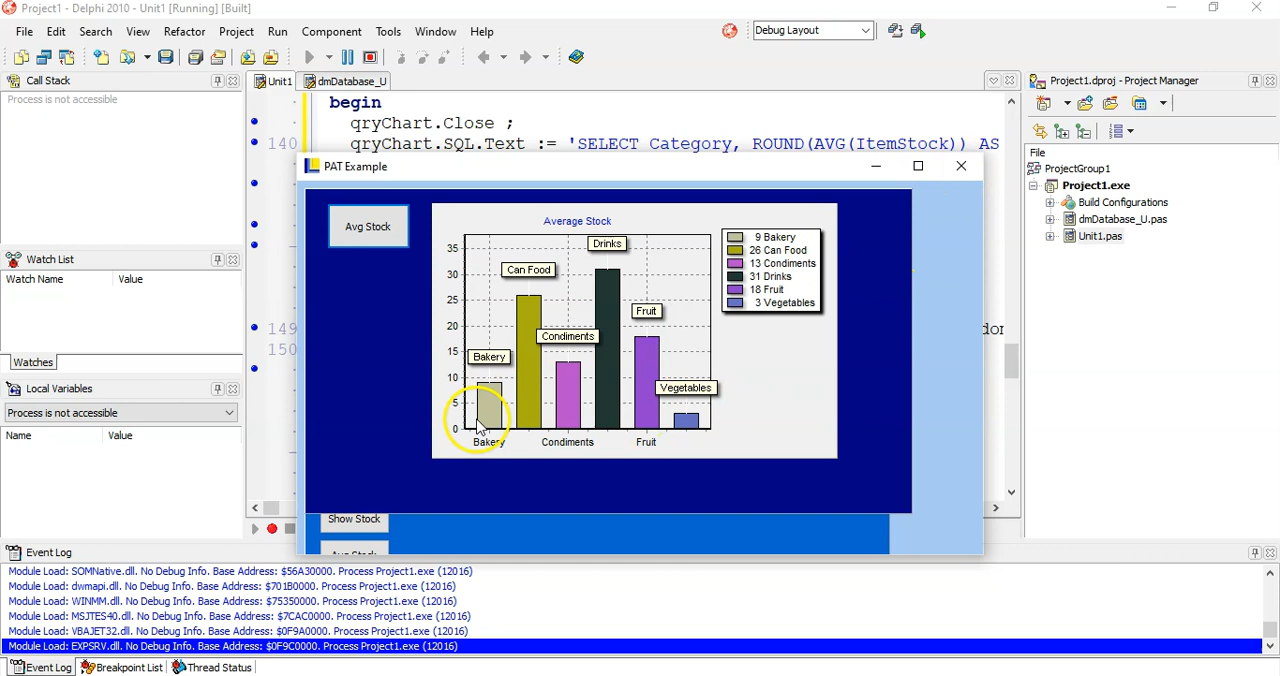 Project1 - Delphi 2010 - Unit1 [Running] [Built]
File Edit Search View Refactor Project Run Component Tools Window Help
Debug Layout
Call Stack
Process is not accessible
Unit1
dmDatabase_U
begin
qryChart.Close ;
140
qryChart.SQL.Text := 'SELECT Category, ROUND(AVG(ItemStock)) AS
PAT Example
Avg Stock
Average Stock
35
30
25
20
15
10
5
0
Bakery
Can Food
Condiments
Drinks
Fruit
Vegetables
Bakery
Condiments
Fruit
9 Bakery
26 Can Food
13 Condiments
31 Drinks
18 Fruit
3 Vegetables
Show Stock
149
150
Watch List
Watch Name Value
Watches
Local Variables
Process is not accessible
Name Value
Project1.dproj - Project Manager
File
ProjectGroup1
Project1.exe
Build Configurations
dmDatabase_U.pas
Unit1.pas
Event Log
Module Load: SOMNative.dll. No Debug Info. Base Address: $56A30000. Process Project1.exe (12016)
Module Load: dwmapi.dll. No Debug Info. Base Address: $701B0000. Process Project1.exe (12016)
Module Load: WINMM.dll. No Debug Info. Base Address: $75350000. Process Project1.exe (12016)
Module Load: MSJTES40.dll. No Debug Info. Base Address: $7CAC0000. Process Project1.exe (12016)
Module Load: VBAJET32.dll. No Debug Info. Base Address: $0F9A0000. Process Project1.exe (12016)
Module Load: EXPSRV.dll. No Debug Info. Base Address: $0F9C0000. Process Project1.exe (12016)
Event Log Breakpoint List Thread Status